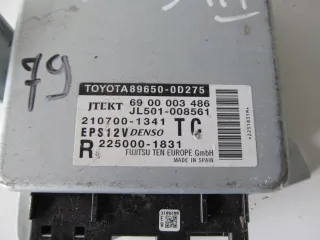 79
TOYOTA 89650-0D275
JTEKT 69 00 003 486
JL501-008561
210700-1341 TC
EPS12V DENSO
R 225000-1831
FUJITSU TEN EUROPE GmbH
MADE IN SPAIN